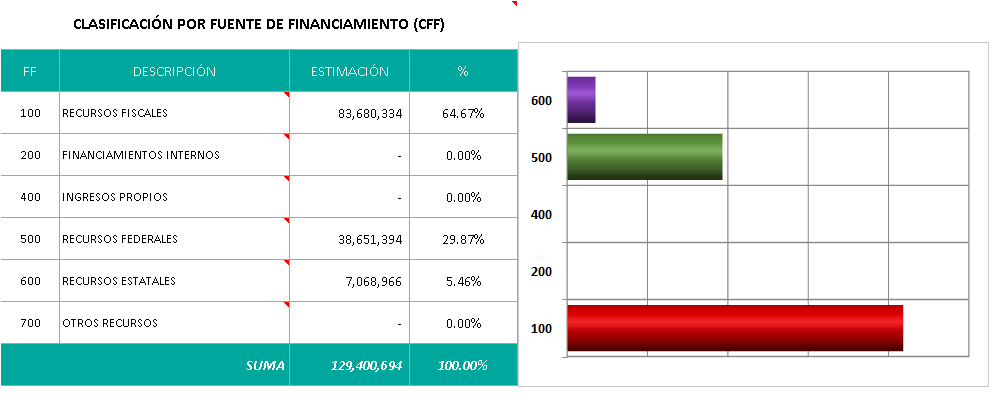 CLASIFICACIÓN POR FUENTE DE FINANCIAMIENTO (CFF)
FF DESCRIPCIÓN ESTIMACIÓN %
100 RECURSOS FISCALES 83,680,334 64.67%
200 FINANCIAMIENTOS INTERNOS - 0.00%
400 INGRESOS PROPIOS - 0.00%
500 RECURSOS FEDERALES 38,651,394 29.87%
600 RECURSOS ESTATALES 7,068,966 5.46%
700 OTROS RECURSOS - 0.00%
SUMA 129,400,694 100.00%
600
500
400
200
100